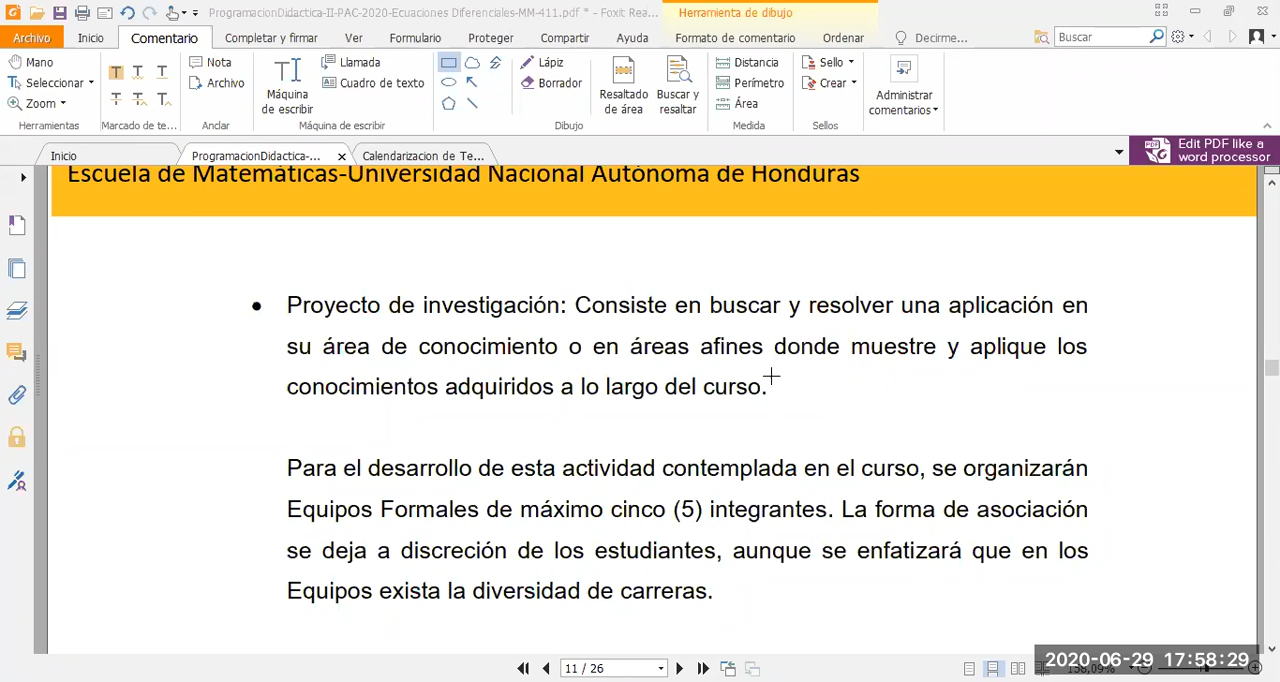 ProgramacionDidactica-II-PAC-2020-Ecuaciones Diferenciales-MM-411.pdf * - Foxit Rea...
Herramienta de dibujo
Archivo Inicio Comentario Completar y firmar Ver Formulario Proteger Compartir Ayuda Formato de comentario Ordenar Decirme... Buscar
Mano
Seleccionar
Zoom
Herramientas
Marcado de te...
Nota
Archivo
Andar
Máquina de escribir
Llamada
Cuadro de texto
Máquina de escribir
Lápiz
Borrador
Dibujo
Resaltado de área
Buscar y resaltar
Distancia
Perímetro
Área
Medida
Sello
Crear
Sellos
Administrar comentarios
Inicio ProgramacionDidactica-... Calendarizacion de Te...
Edit PDF like a
word processor
Escuela de Matemáticas-Universidad Nacional Autónoma de Honduras
• Proyecto de investigación: Consiste en buscar y resolver una aplicación en
su área de conocimiento o en áreas afines donde muestre y aplique los
conocimientos adquiridos a lo largo del curso.
Para el desarrollo de esta actividad contemplada en el curso, se organizarán
Equipos Formales de máximo cinco (5) integrantes. La forma de asociación
se deja a discreción de los estudiantes, aunque se enfatizará que en los
Equipos exista la diversidad de carreras.
11 / 26
2020-06-29 17:58:29